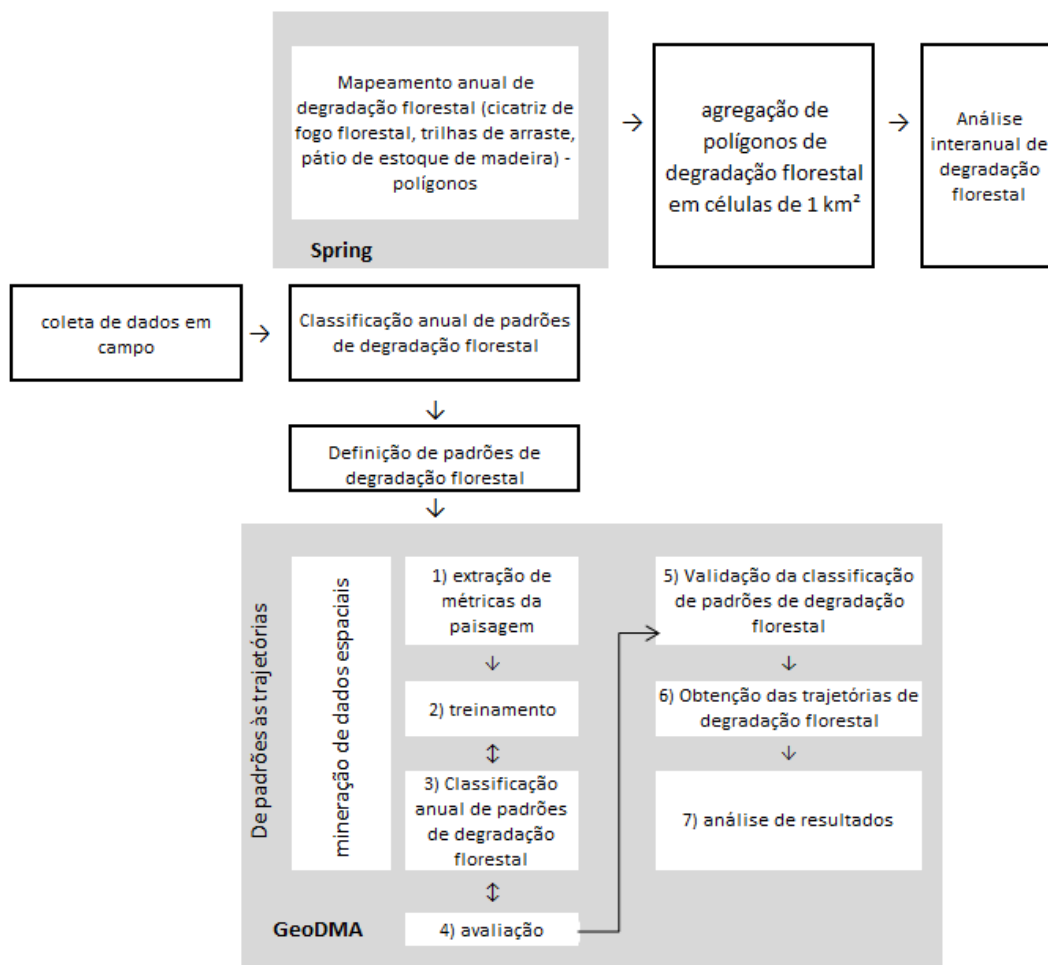 Mapeamento anual de
degradação florestal (cicatriz de
fogo florestal, trilhas de arraste,
pátio de estoque de madeira) -
polígonos
Spring
→
agregação de
polígonos de
degradação florestal
em células de 1 km²
→
Análise
interanual de
degradação
florestal
coleta de dados em
campo
→
Classificação anual de padrões
de degradação florestal
↓
Definição de padrões de
degradação florestal
↓
De padrões às trajetórias
mineração de dados espaciais
1) extração de
métricas da
paisagem
↓
2) treinamento
↕
3) Classificação
anual de padrões
de degradação
florestal
↕
4) avaliação
GeoDMA
5) Validação da classificação
de padrões de degradação
florestal
↓
6) Obtenção das trajetórias de
degradação florestal
↓
7) análise de resultados